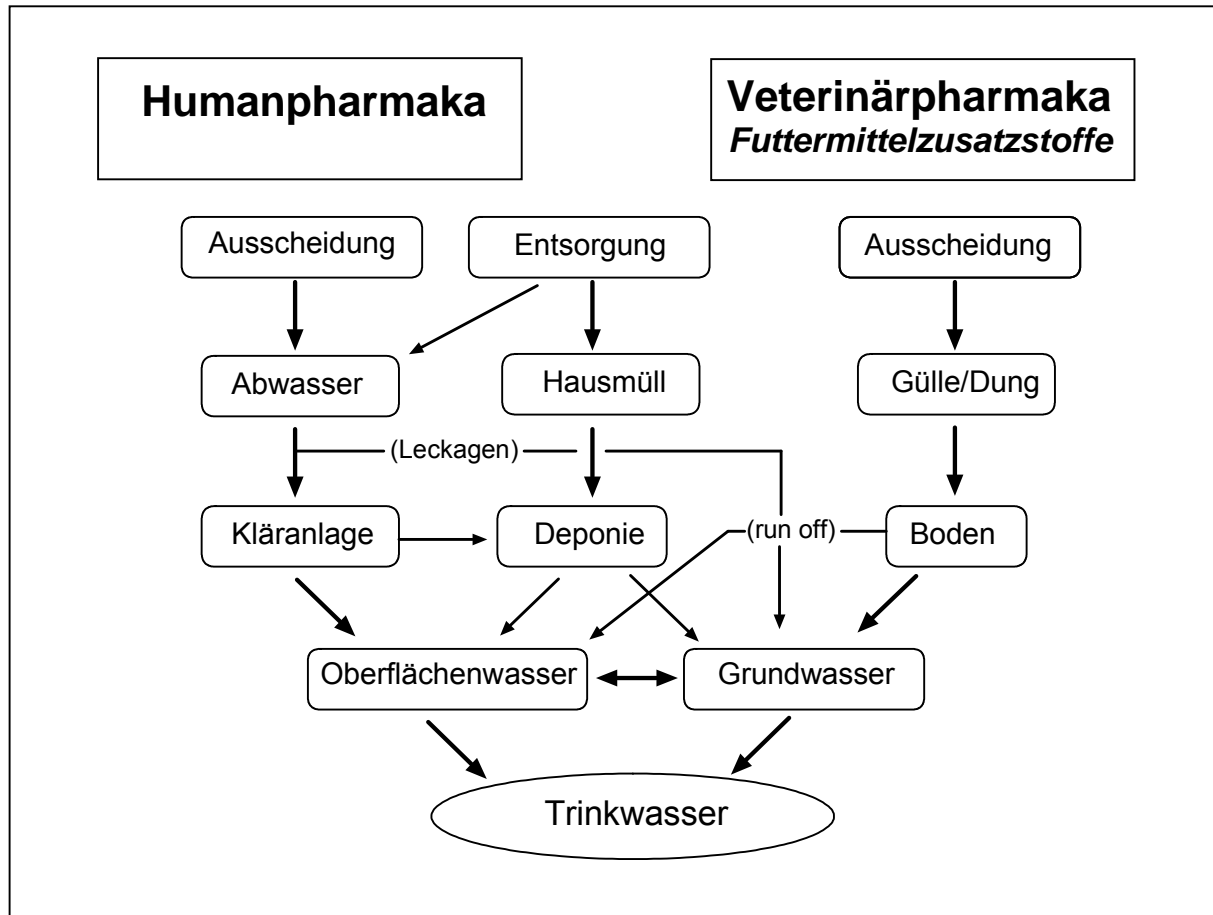 Humanpharmaka
Veterinärpharmaka
Futtermittelzusatzstoffe
Ausscheidung
Entsorgung
Ausscheidung
Abwasser
Hausmüll
Gülle/Dung
(Leckagen)
Kläranlage
Deponie
(run off)
Boden
Oberflächenwasser
Grundwasser
Trinkwasser